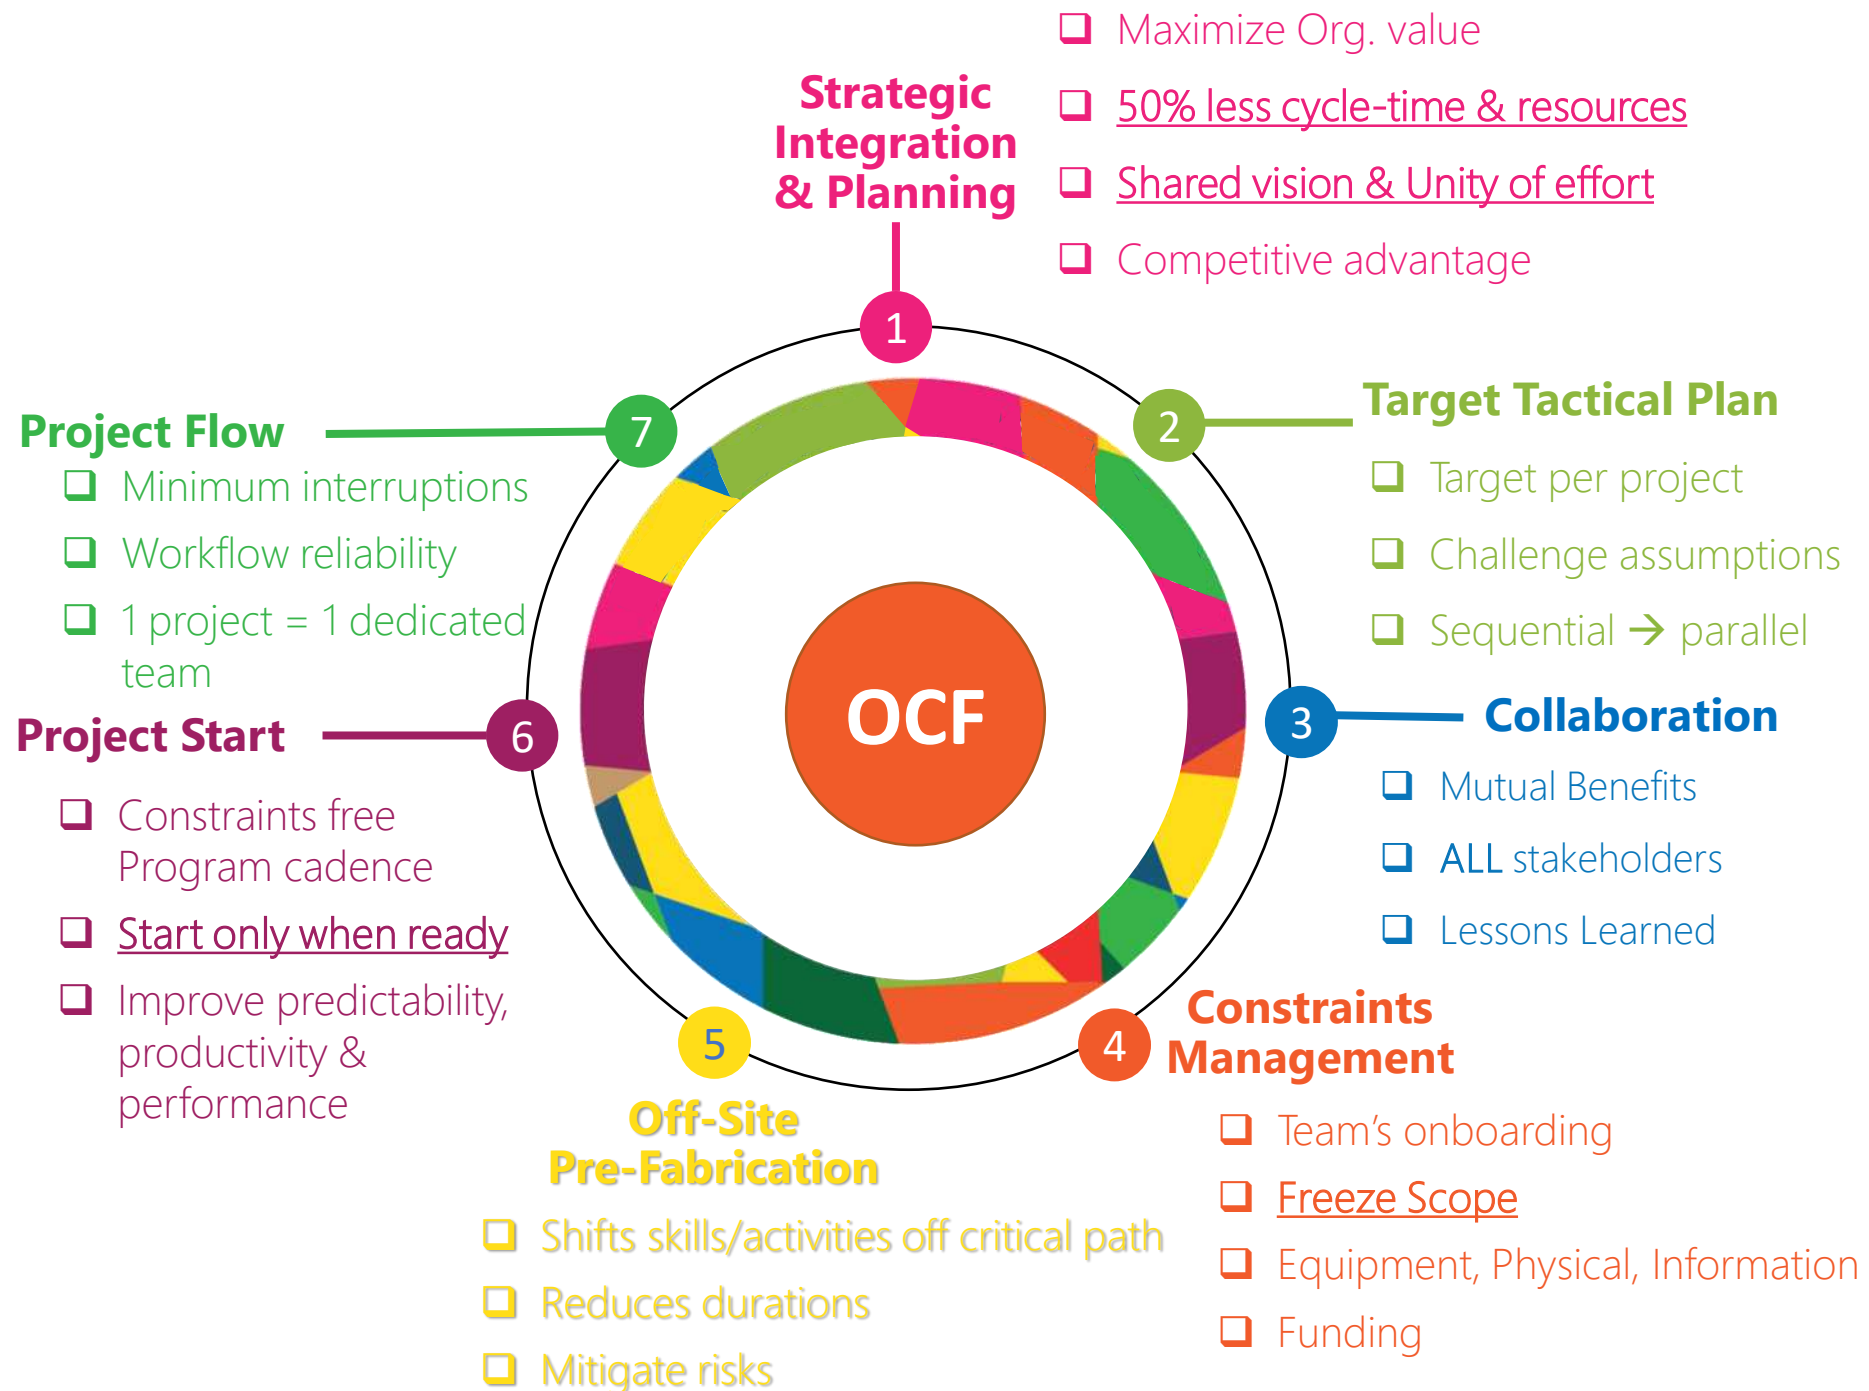 Strategic
Integration
& Planning
1
Maximize Org. value
50% less cycle-time & resources
Shared vision & Unity of effort
Competitive advantage
2
Target Tactical Plan
Target per project
Challenge assumptions
Sequential → parallel
3
Collaboration
Mutual Benefits
ALL stakeholders
Lessons Learned
4
Constraints
Management
Team’s onboarding
Freeze Scope
Equipment, Physical, Information
Funding
5
Off-Site
Pre-Fabrication
Shifts skills/activities off critical path
Reduces durations
Mitigate risks
6
Project Start
Constraints free
Program cadence
Start only when ready
Improve predictability,
productivity &
performance
7
Project Flow
Minimum interruptions
Workflow reliability
1 project = 1 dedicated
team
OCF